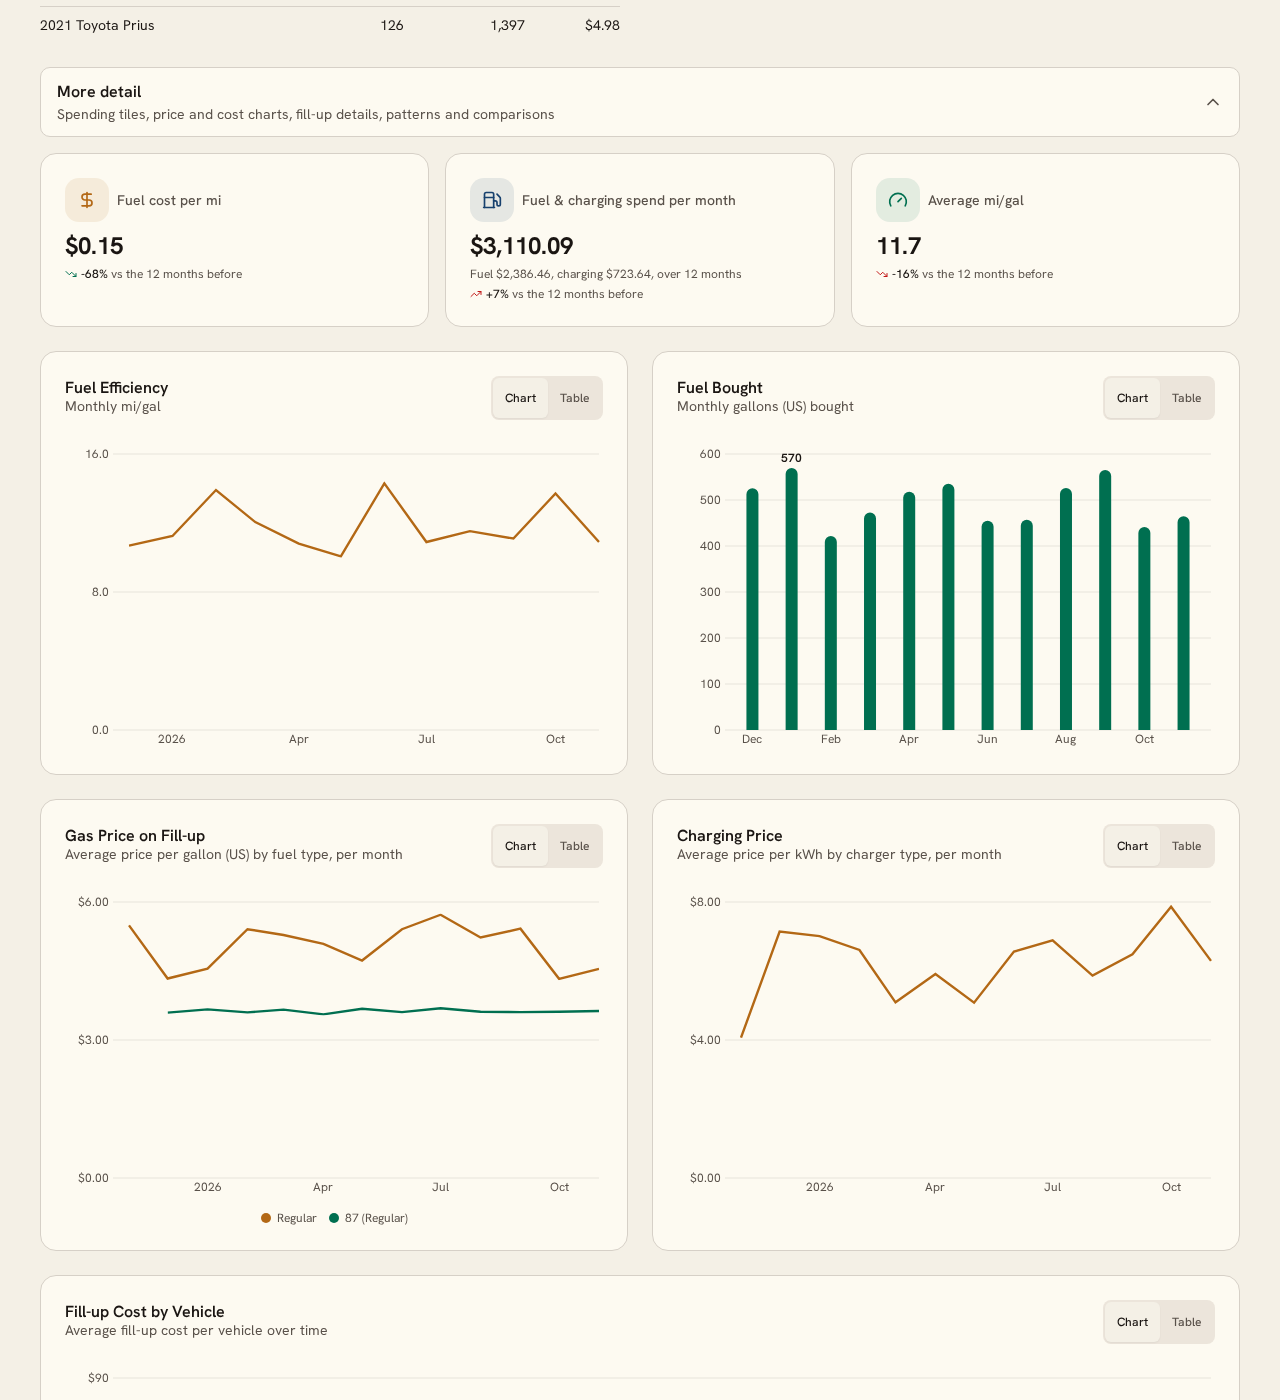 2021 Toyota Prius 126 1,397 $4.98
More detail
Spending tiles, price and cost charts, fill-up details, patterns and comparisons
Fuel cost per mi
$0.15
-68% vs the 12 months before
Fuel & charging spend per month
$3,110.09
Fuel $2,386.46, charging $723.64, over 12 months
+7% vs the 12 months before
Average mi/gal
11.7
-16% vs the 12 months before
Fuel Efficiency
Monthly mi/gal
Chart Table
16.0
8.0
0.0
2026 Apr Jul Oct
Fuel Bought
Monthly gallons (US) bought
Chart Table
600
570
500
400
300
200
100
0
Dec Feb Apr Jun Aug Oct
Gas Price on Fill-up
Average price per gallon (US) by fuel type, per month
Chart Table
$6.00
$3.00
$0.00
2026 Apr Jul Oct
Regular 87 (Regular)
Charging Price
Average price per kWh by charger type, per month
Chart Table
$8.00
$4.00
$0.00
2026 Apr Jul Oct
Fill-up Cost by Vehicle
Average fill-up cost per vehicle over time
Chart Table
$90